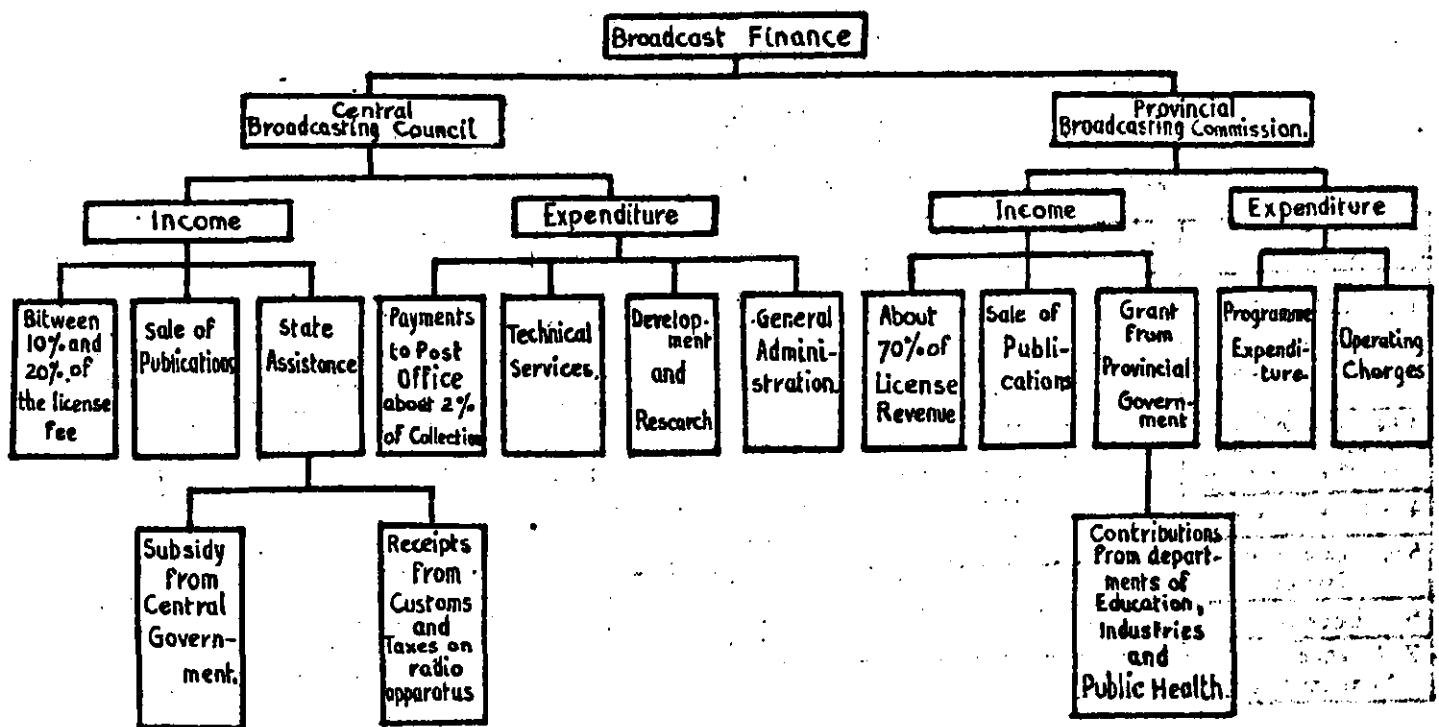 Broadcast Finance
Central
Broadcasting Council
Provincial
Broadcasting Commission.
Income
Expenditure
Income
Expenditure
Bitween
10% and
20%. of
the license
fee
Sale of
Publications
State
Assistance
Payments
to Post
Office
about 2%
of Collection
Technical
Services.
Develop-
ment
and
Research
General
Admini-
stration.
About
70% of
License
Revenue
Sale of
Publi-
cations
Grant
from
Provincial
Govern-
ment
Programme
Expendi-
ture.
Operating
Charges
Subsidy
from
Central
Govern-
ment.
Receipts
from
Customs
and
Taxes on
radio
apparatus
Contributions
from depart-
ments of
Education,
Industries
and
Public Health.